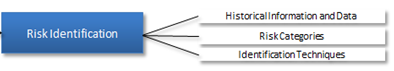 Risk Identification
Historical Information and Data
Risk Categories
Identification Techniques